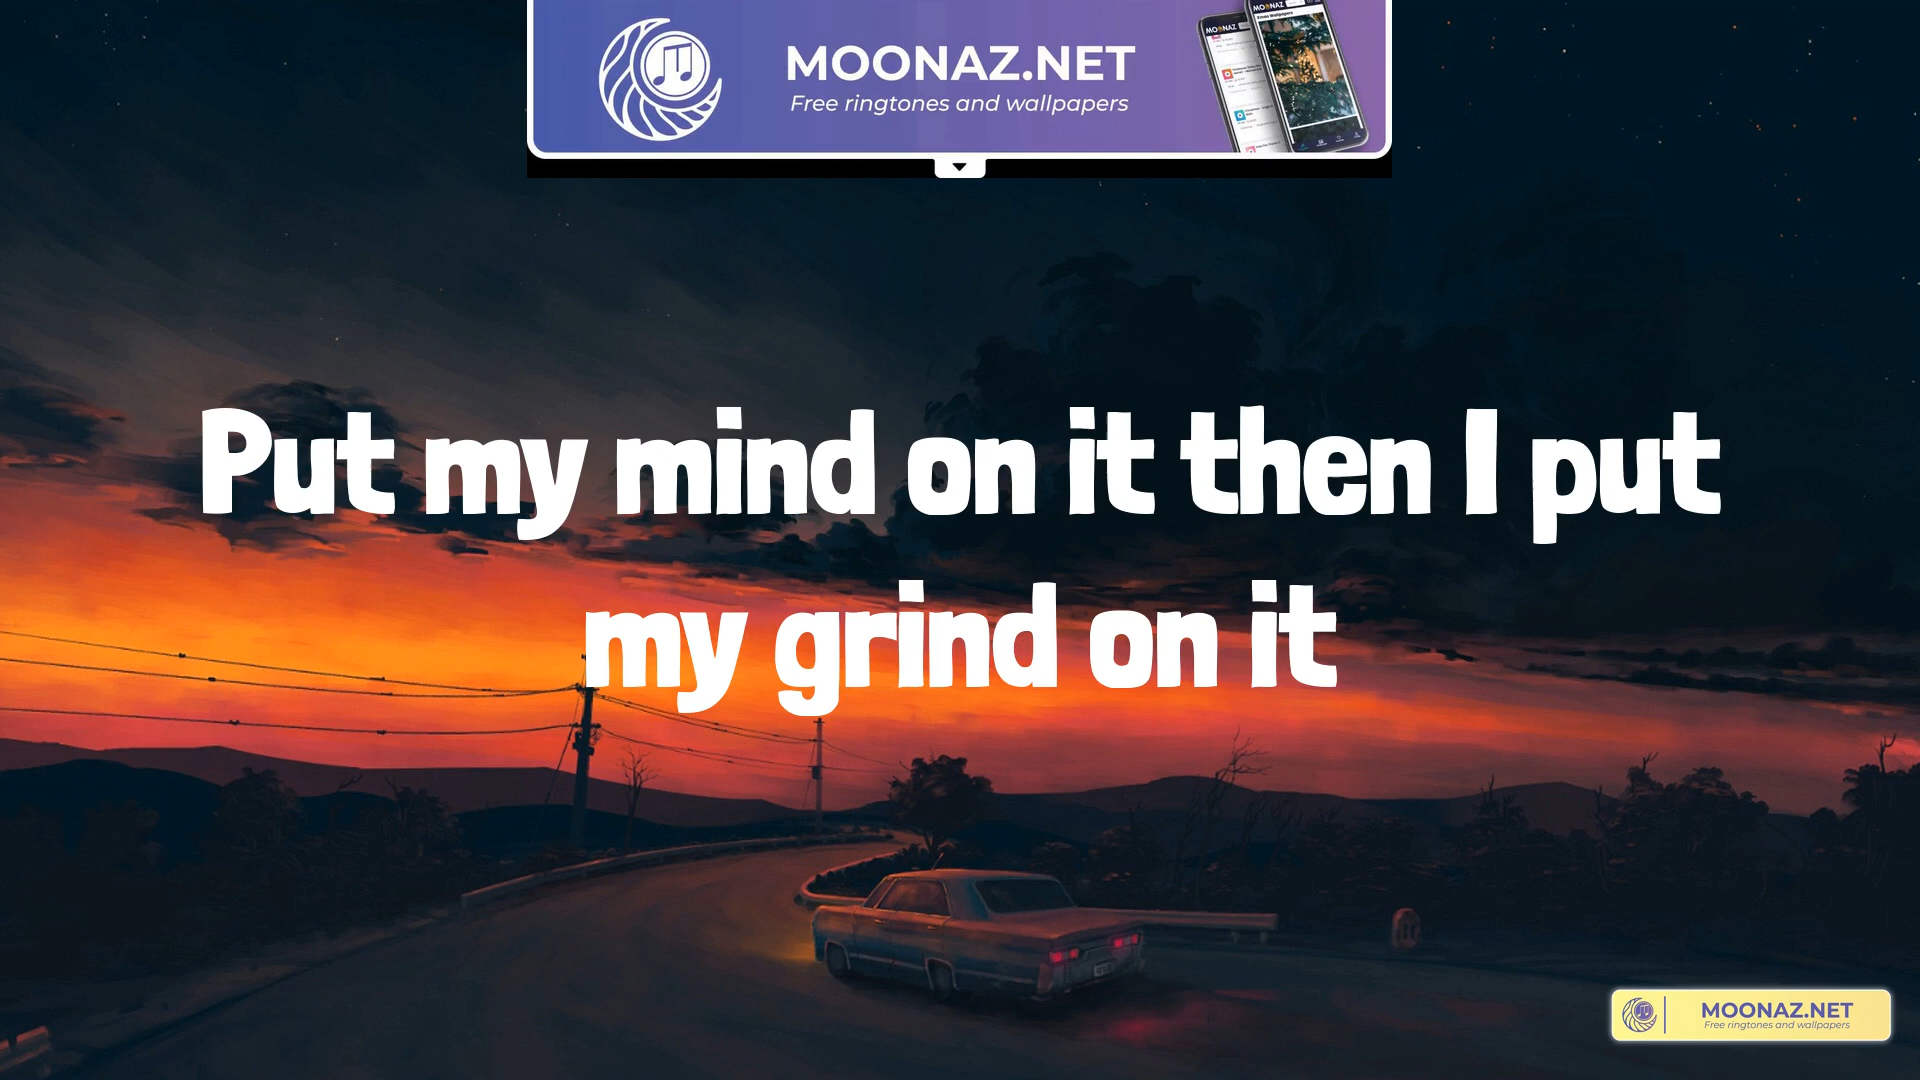 MOONAZ.NET
Free ringtones and wallpapers
Put my mind on it then I put
my grind on it
MOONAZ.NET
Free ringtones and wallpapers